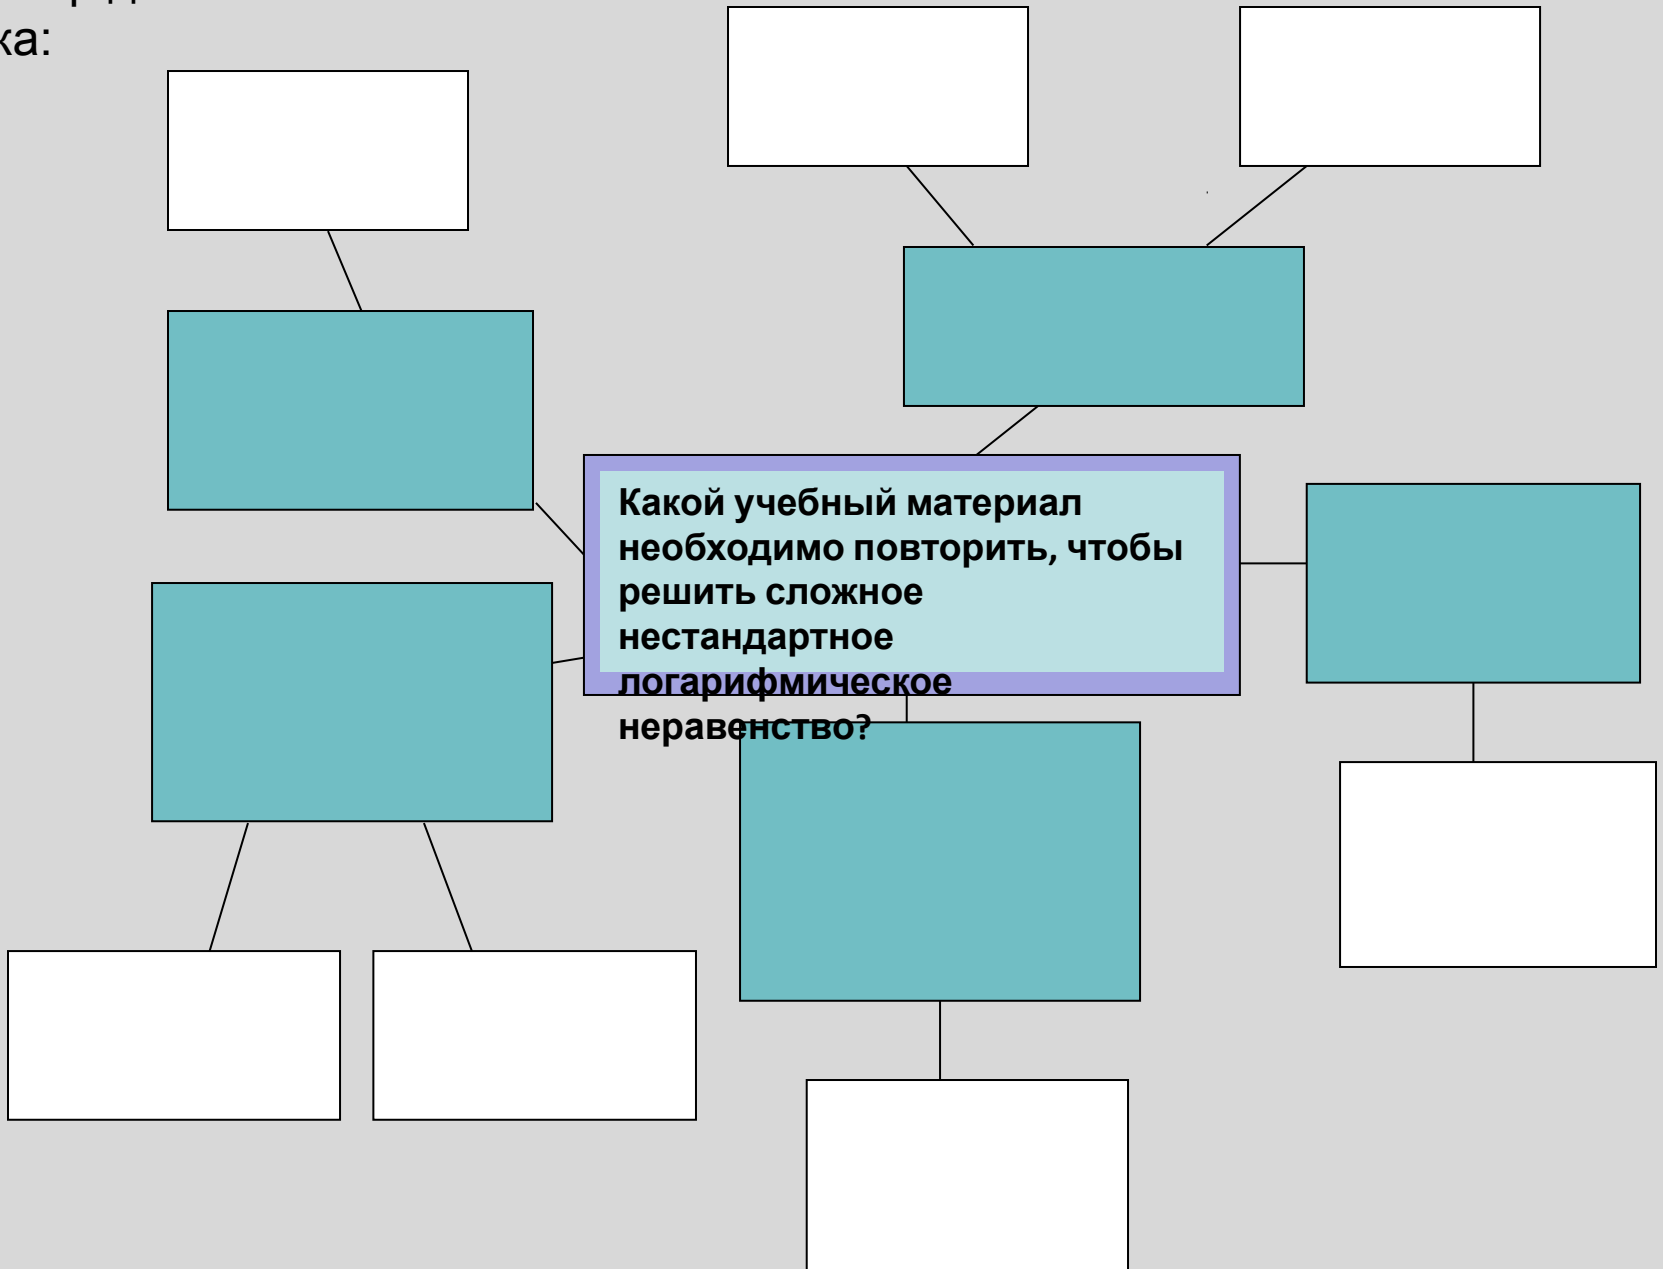 ка:
Какой учебный материал
необходимо повторить, чтобы
решить сложное
нестандартное
логарифмическое
неравенство?